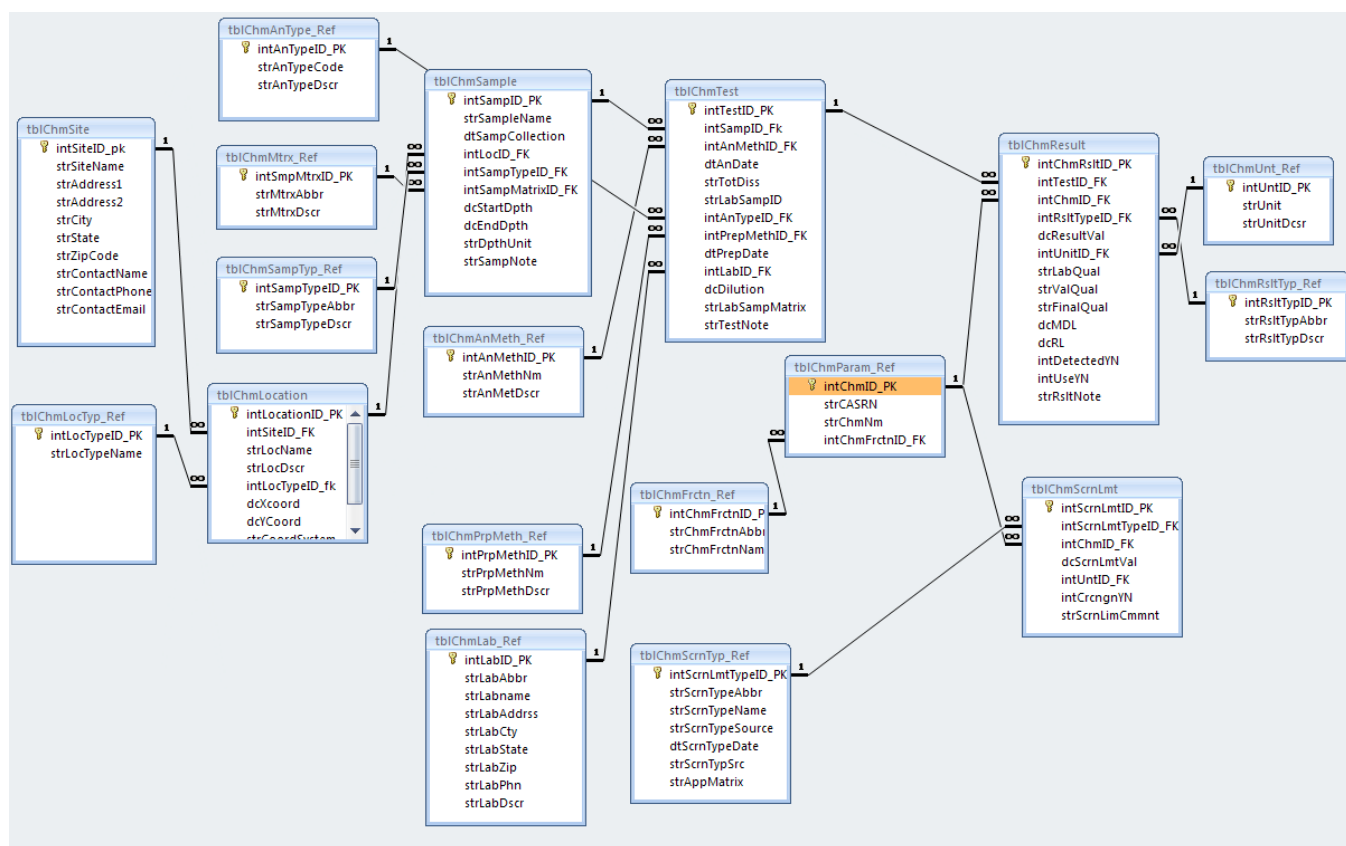 tblChmAnType_Ref
intAnTypeID_PK
strAnTypeCode
strAnTypeDscr
tblChmSample
intSampID_PK
strSampleName
dtSampCollection
intLocID_FK
intSampTypeID_FK
intSampMatrixID_FK
dcStartDpth
dcEndDpth
strDpthUnit
strSampNote
tblChmTest
intTestID_PK
intSampID_Fk
intAnMethID_FK
dtAnDate
strTotDiss
strLabSampID
intAnTypeID_FK
intPrepMethID_FK
dtPrepDate
intLabID_FK
dcDilution
strLabSampMatrix
strTestNote
tblChmSite
intSiteID_pk
strSiteName
strAddress1
strAddress2
strCity
strState
strZipCode
strContactName
strContactPhone
strContactEmail
tblChmMtrx_Ref
intSmpMtrxID_PK
strMtrxAbbr
strMtrxDscr
tblChmResult
intChmRsltID_PK
intTestID_FK
intChmID_FK
intRsltTypeID_FK
dcResultVal
intUnitID_FK
strLabQual
strValQual
strFinalQual
dcMDL
dcRL
intDetectedYN
intUseYN
strRsltNote
tblChmUnt_Ref
intUntID_PK
strUnit
strUnitDcsr
tblChmSampTyp_Ref
intSampTypeID_PK
strSampTypeAbbr
strSampTypeDscr
tblChmRsltTyp_Ref
intRsltTypID_PK
strRsltTypAbbr
strRsltTypDscr
tblChmAnMeth_Ref
intAnMethID_PK
strAnMethNm
strAnMetDscr
tblChmParam_Ref
intChmID_PK
strCASRN
strChmNm
intChmFrctnID_FK
tblChmLocation
intLocationID_PK
intSiteID_FK
strLocName
strLocDscr
intLocTypeID_fk
dcXcoord
dcYCoord
strCoordSystem
tblChmLocTyp_Ref
intLocTypeID_PK
strLocTypeName
tblChmFrctn_Ref
intChmFrctnID_P
strChmFrctnAbbr
strChmFrctnNam
tblChmScrnLmt
intScrnLmtID_PK
intScrnLmtTypeID_FK
intChmID_FK
dcScrnLmtVal
intUntID_FK
intCrcngnYN
strScrnLimCmmnt
tblChmPrpMeth_Ref
intPrpMethID_PK
strPrpMethNm
strPrpMethDscr
tblChmLab_Ref
intLabID_PK
strLabAbbr
strLabname
strLabAddrss
strLabCty
strLabState
strLabZip
strLabPhn
strLabDscr
tblChmScrnTyp_Ref
intScrnLmtTypeID_PK
strScrnTypeAbbr
strScrnTypeName
strScrnTypeSource
dtScrnTypeDate
strScrnTypSrc
strAppMatrix